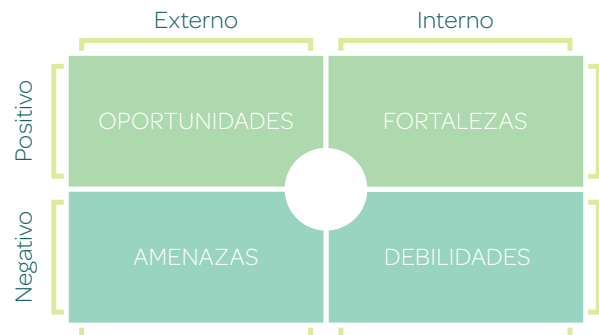 Externo Interno
Positivo
OPORTUNIDADES FORTALEZAS
Negativo
AMENAZAS DEBILIDADES